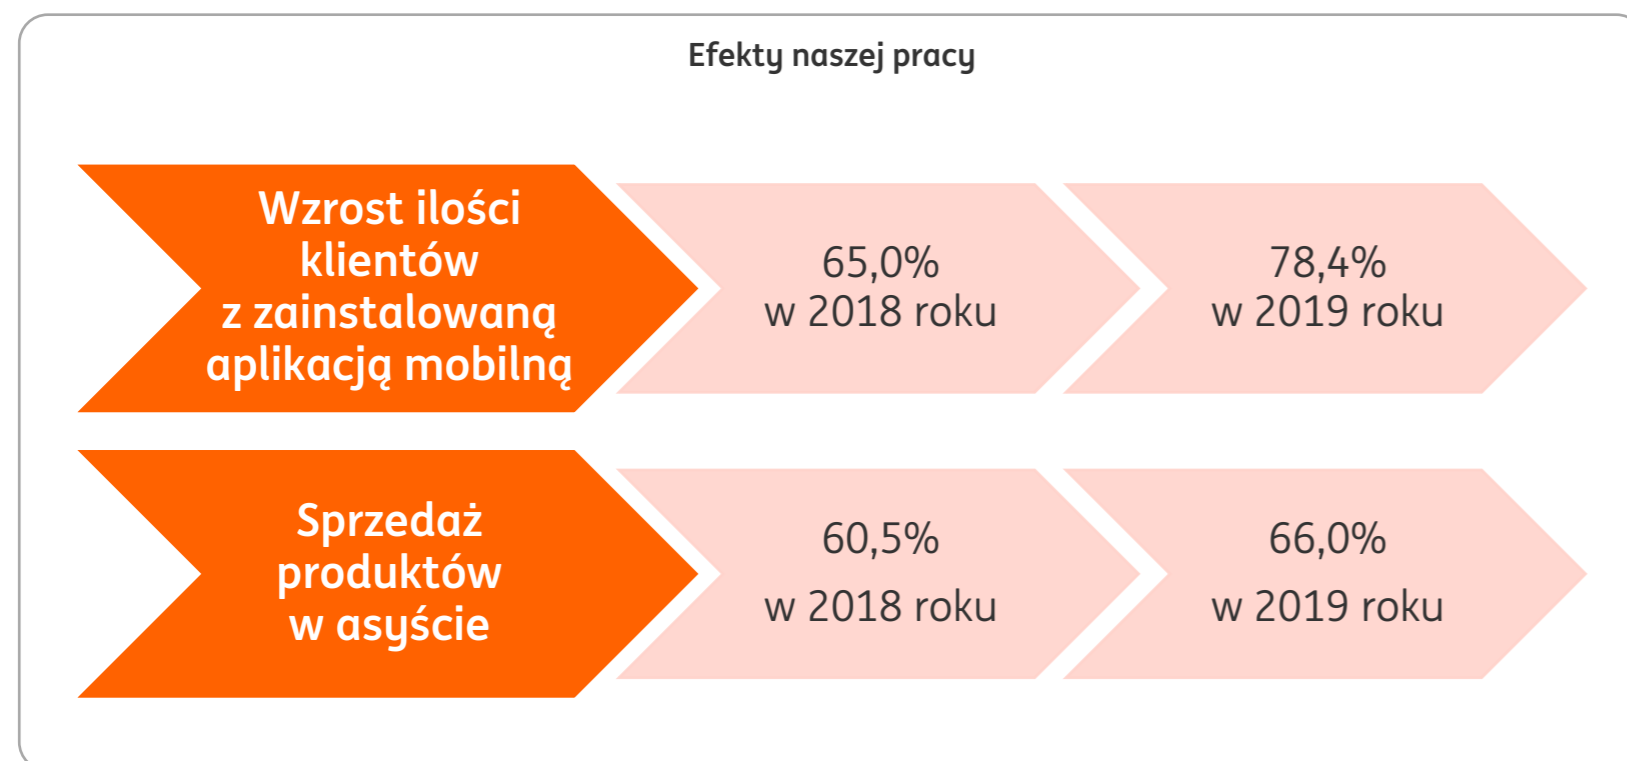 Efekty naszej pracy
Wzrost ilości
klientów
z zainstalowaną
aplikacją mobilną
65,0%
w 2018 roku
78,4%
w 2019 roku
Sprzedaż
produktów
w asyście
60,5%
w 2018 roku
66,0%
w 2019 roku